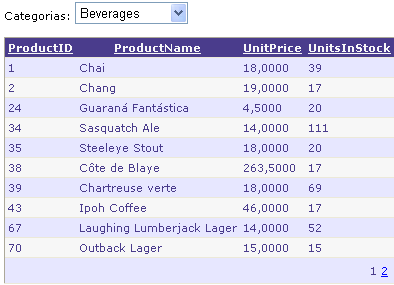 Categorias: Beverages
ProductID ProductName UnitPrice UnitsInStock
1 Chai 18,0000 39
2 Chang 19,0000 17
24 Guaraná Fantástica 4,5000 20
34 Sasquatch Ale 14,0000 111
35 Steeleye Stout 18,0000 20
38 Côte de Blaye 263,5000 17
39 Chartreuse verte 18,0000 69
43 Ipoh Coffee 46,0000 17
67 Laughing Lumberjack Lager 14,0000 52
70 Outback Lager 15,0000 15
1 2